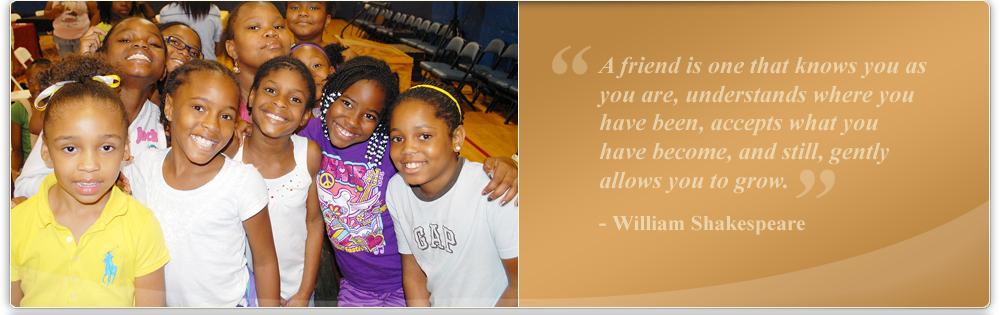 “ A friend is one that knows you as
you are, understands where you
have been, accepts what you
have become, and still, gently
allows you to grow. ”
- William Shakespeare
GAP